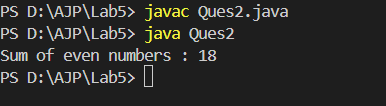 PS D:\AJP\Lab5> javac Ques2.java
PS D:\AJP\Lab5> java Ques2
Sum of even numbers : 18
PS D:\AJP\Lab5>